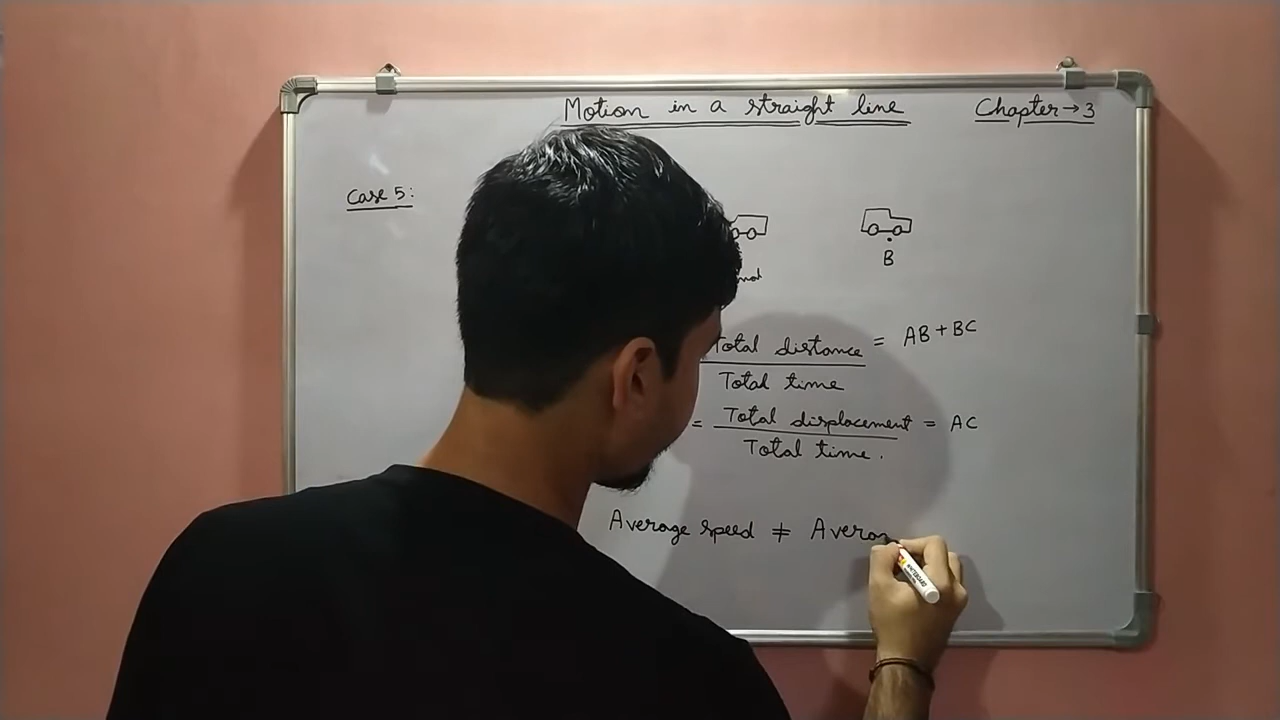 Motion in a straight line Chapter → 3
Case 5:
B
Total distance = AB + BC
Total time
= Total displacement = AC
Total time.
Average speed ≠